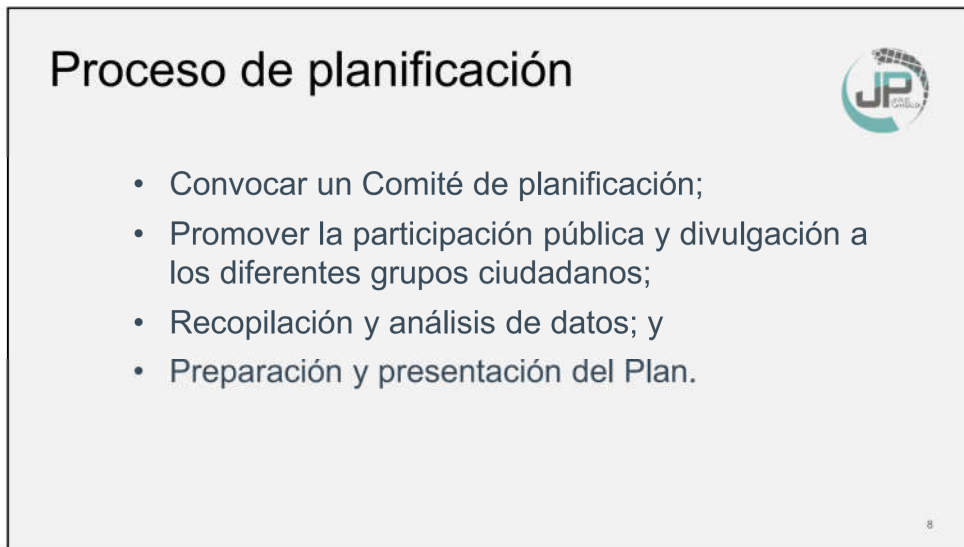 Proceso de planificación
JP
• Convocar un Comité de planificación;
• Promover la participación pública y divulgación a
los diferentes grupos ciudadanos;
• Recopilación y análisis de datos; y
• Preparación y presentación del Plan.
8